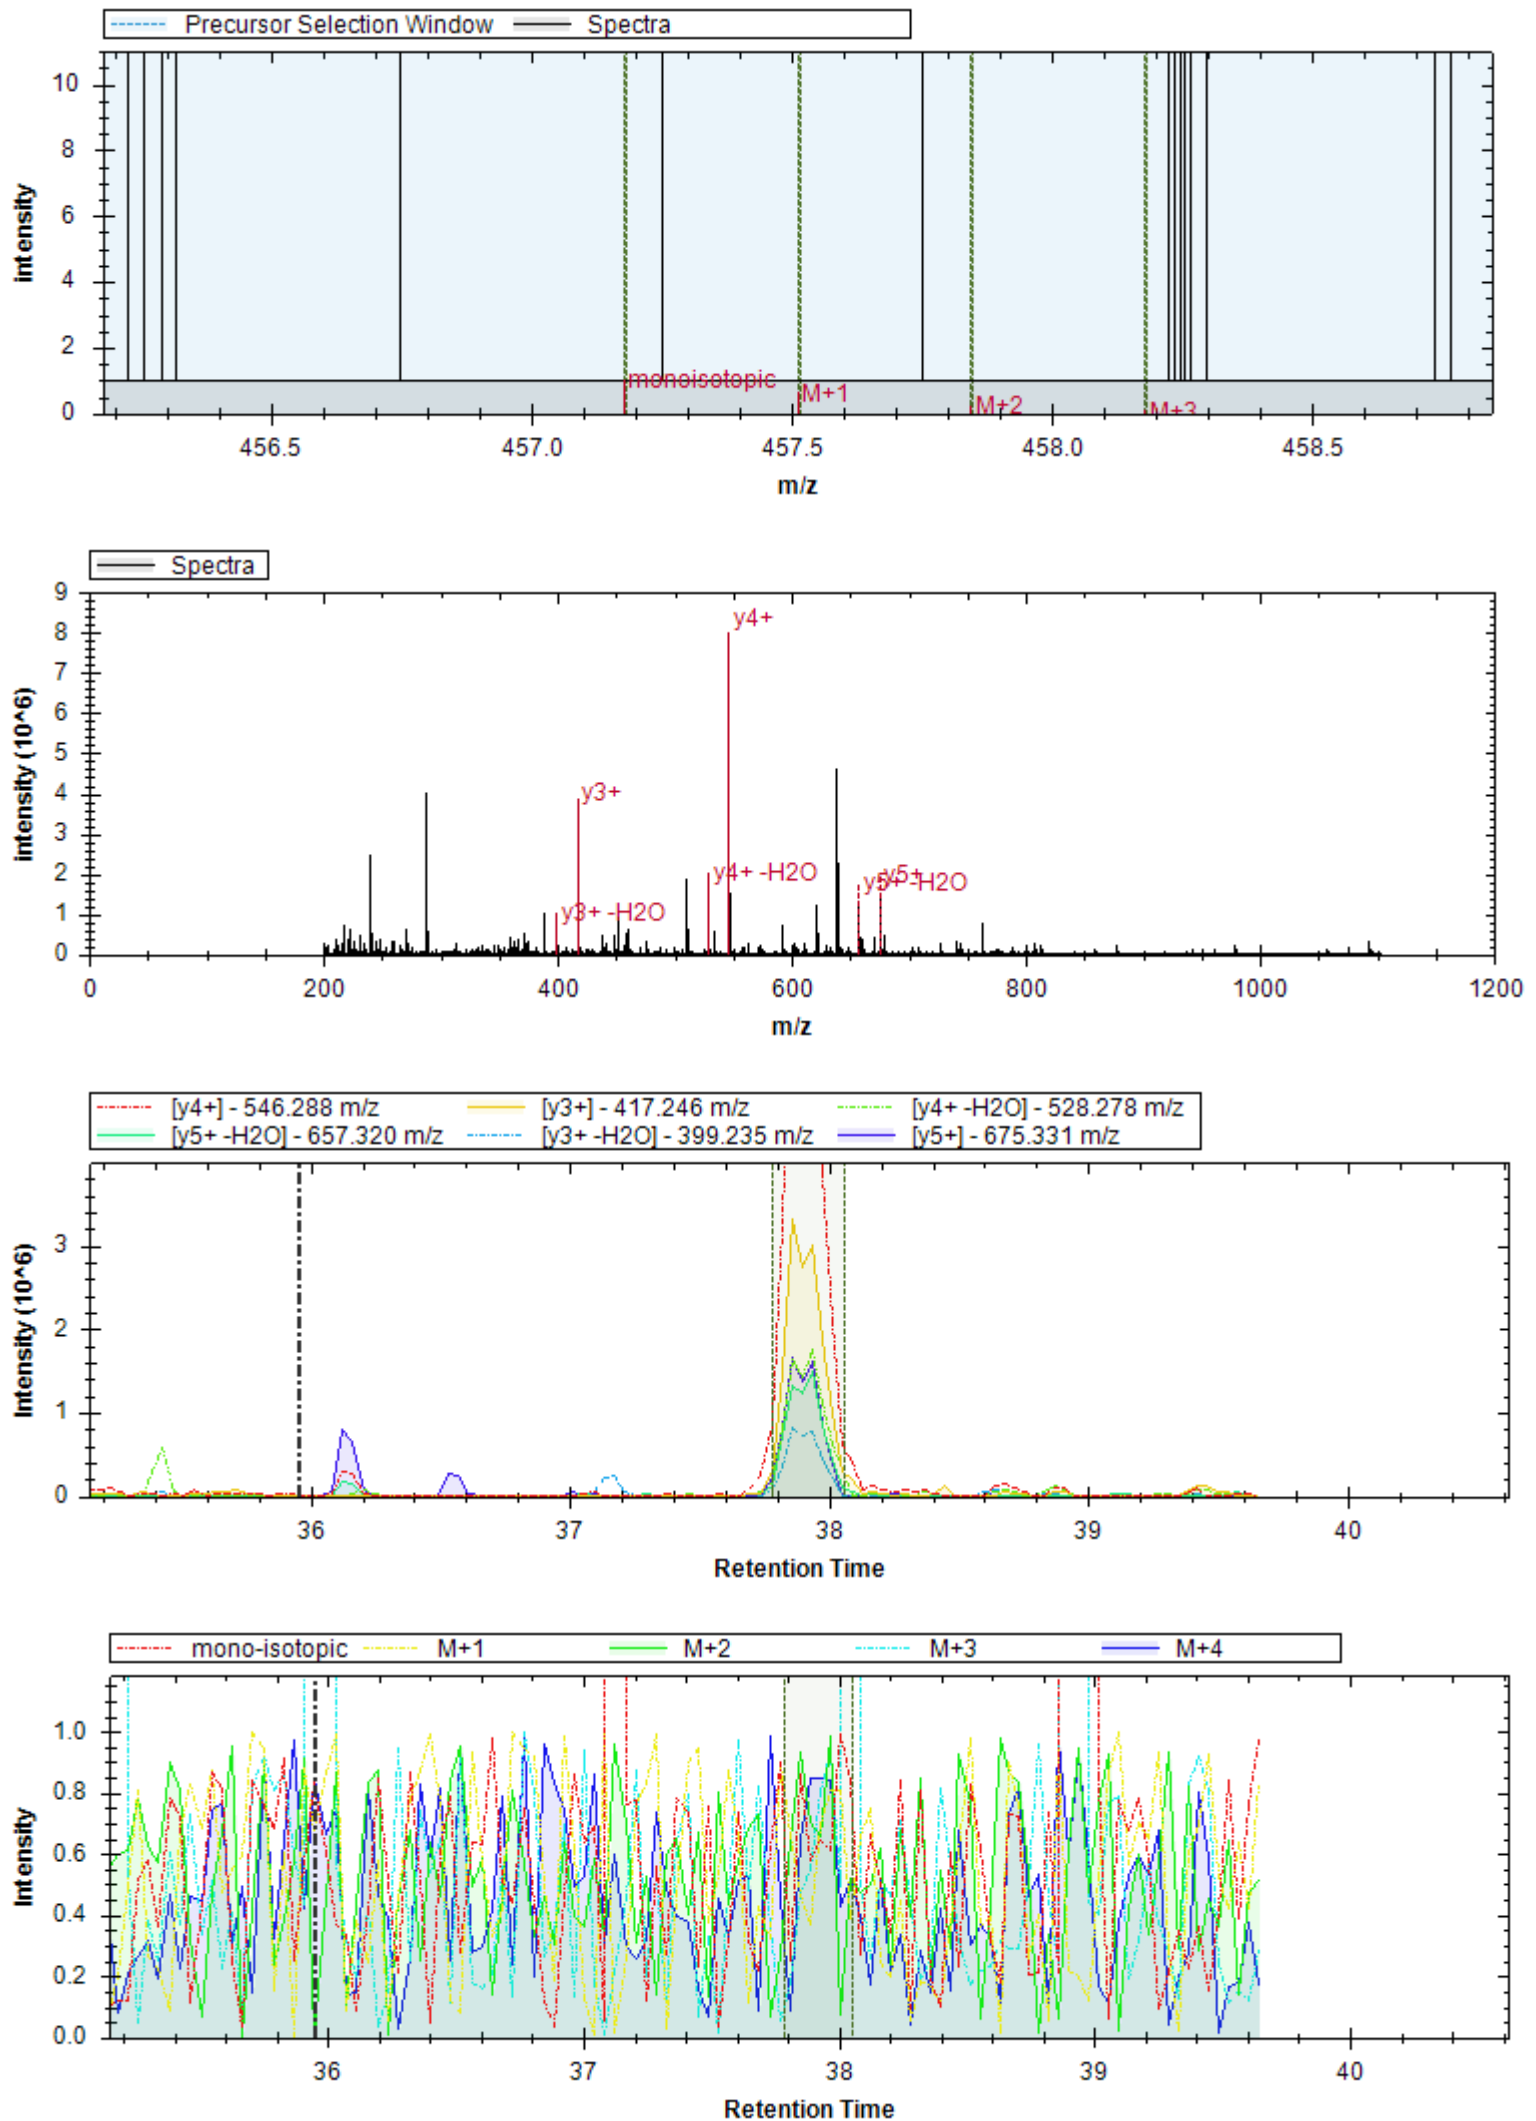 Precursor Selection Window Spectra
10
8
6
4
2
0
intensity
monoisotopic
M+1
M+2
M+3
456.5 457.0 457.5 458.0 458.5
m/z
Spectra
9
8
7
6
5
4
3
2
1
0
intensity (10^6)
y4+
y3+
y4+ -H2O
y5+ -H2O
y5+
y3+ -H2O
0 200 400 600 800 1000 1200
m/z
[y4+] - 546.288 m/z [y3+] - 417.246 m/z [y4+ -H2O] - 528.278 m/z
[y5+ -H2O] - 657.320 m/z [y3+ -H2O] - 399.235 m/z [y5+] - 675.331 m/z
3
2
1
0
Intensity (10^6)
36 37 38 39 40
Retention Time
mono-isotopic M+1 M+2 M+3 M+4
1.0
0.8
0.6
0.4
0.2
0.0
Intensity
36 37 38 39 40
Retention Time